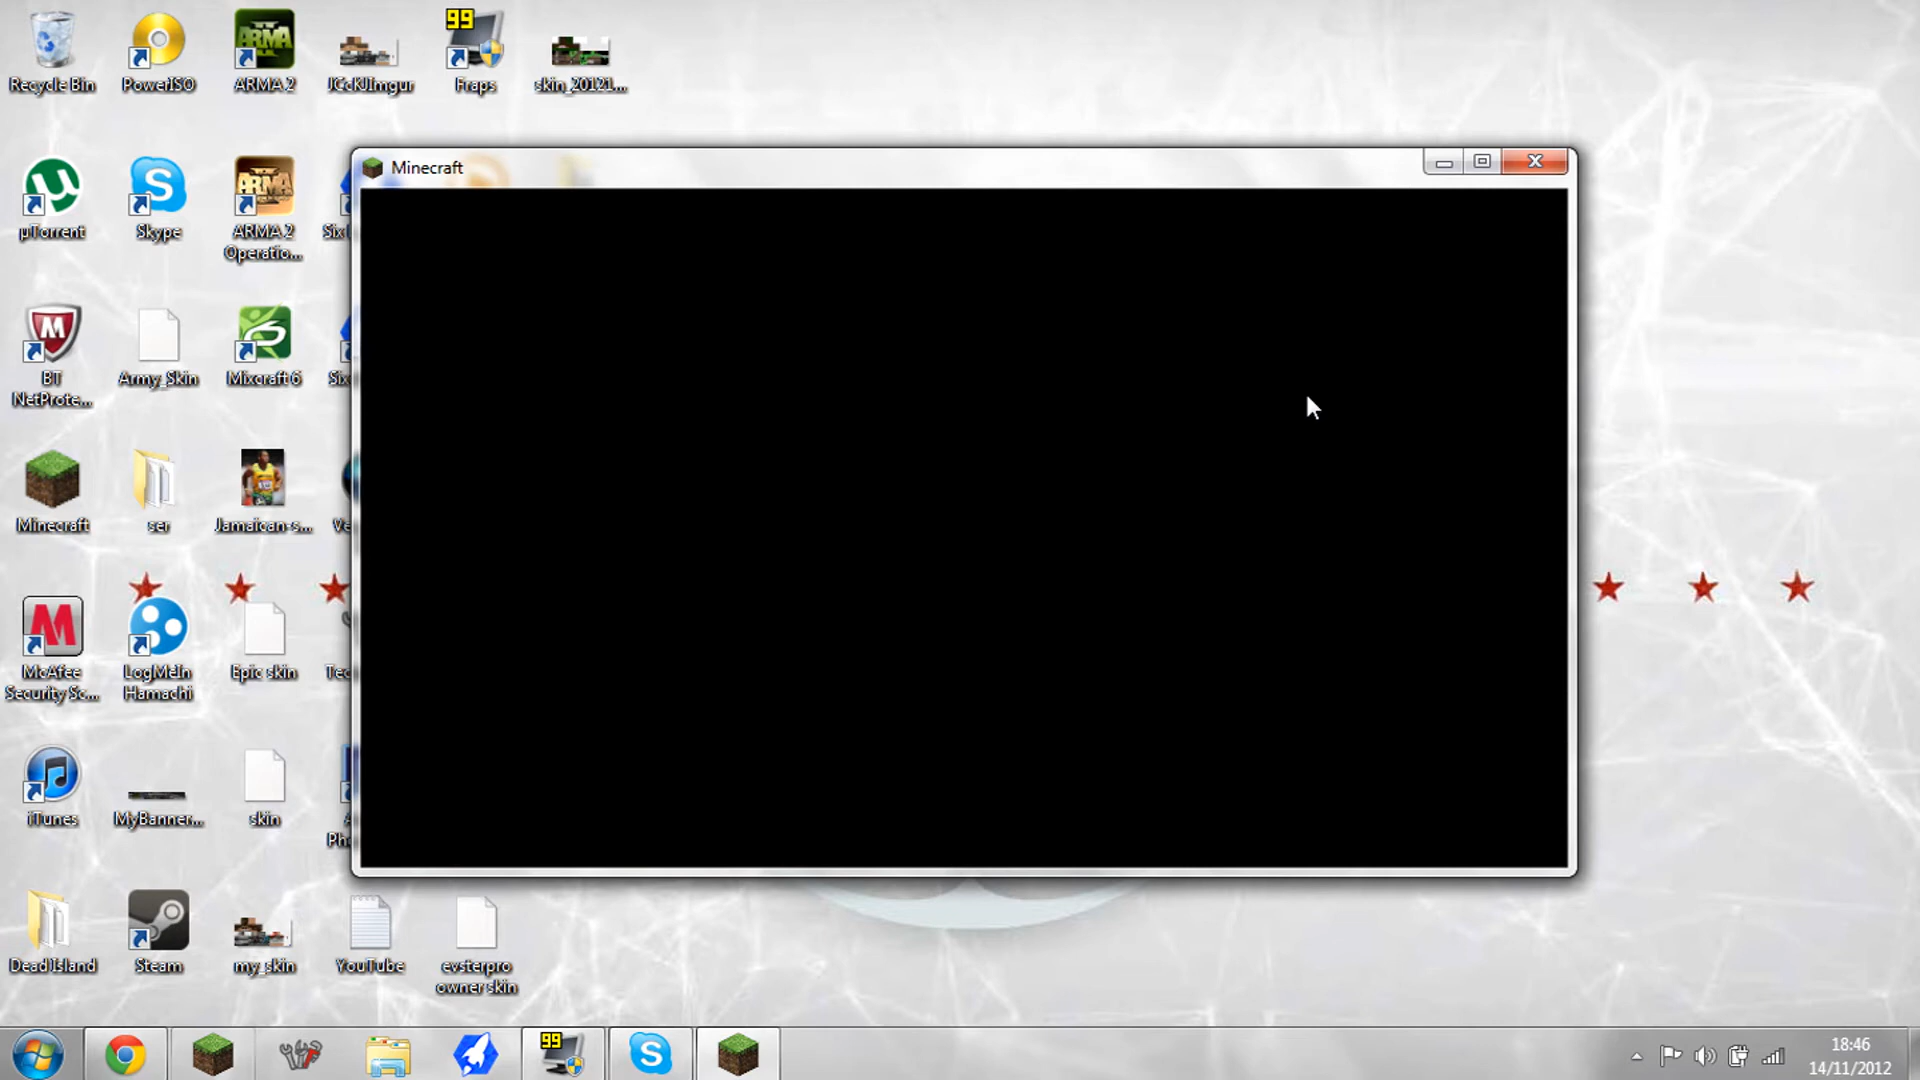 99
Recycle Bin
PowerISO
ARMA 2
JCcKJImgur
Fraps
skin_20121...
Minecraft
µTorrent
Skype
ARMA 2
Operatio...
BT
NetProte...
Army_Skin
Mixcraft 6
Minecraft
ser
Jamaican-s...
McAfee
Security Sc...
LogMeIn
Hamachi
Epic skin
iTunes
MyBanner...
skin
Dead Island
Steam
my_skin
YouTube
evsterpro
owner skin
99
18:46
14/11/2012